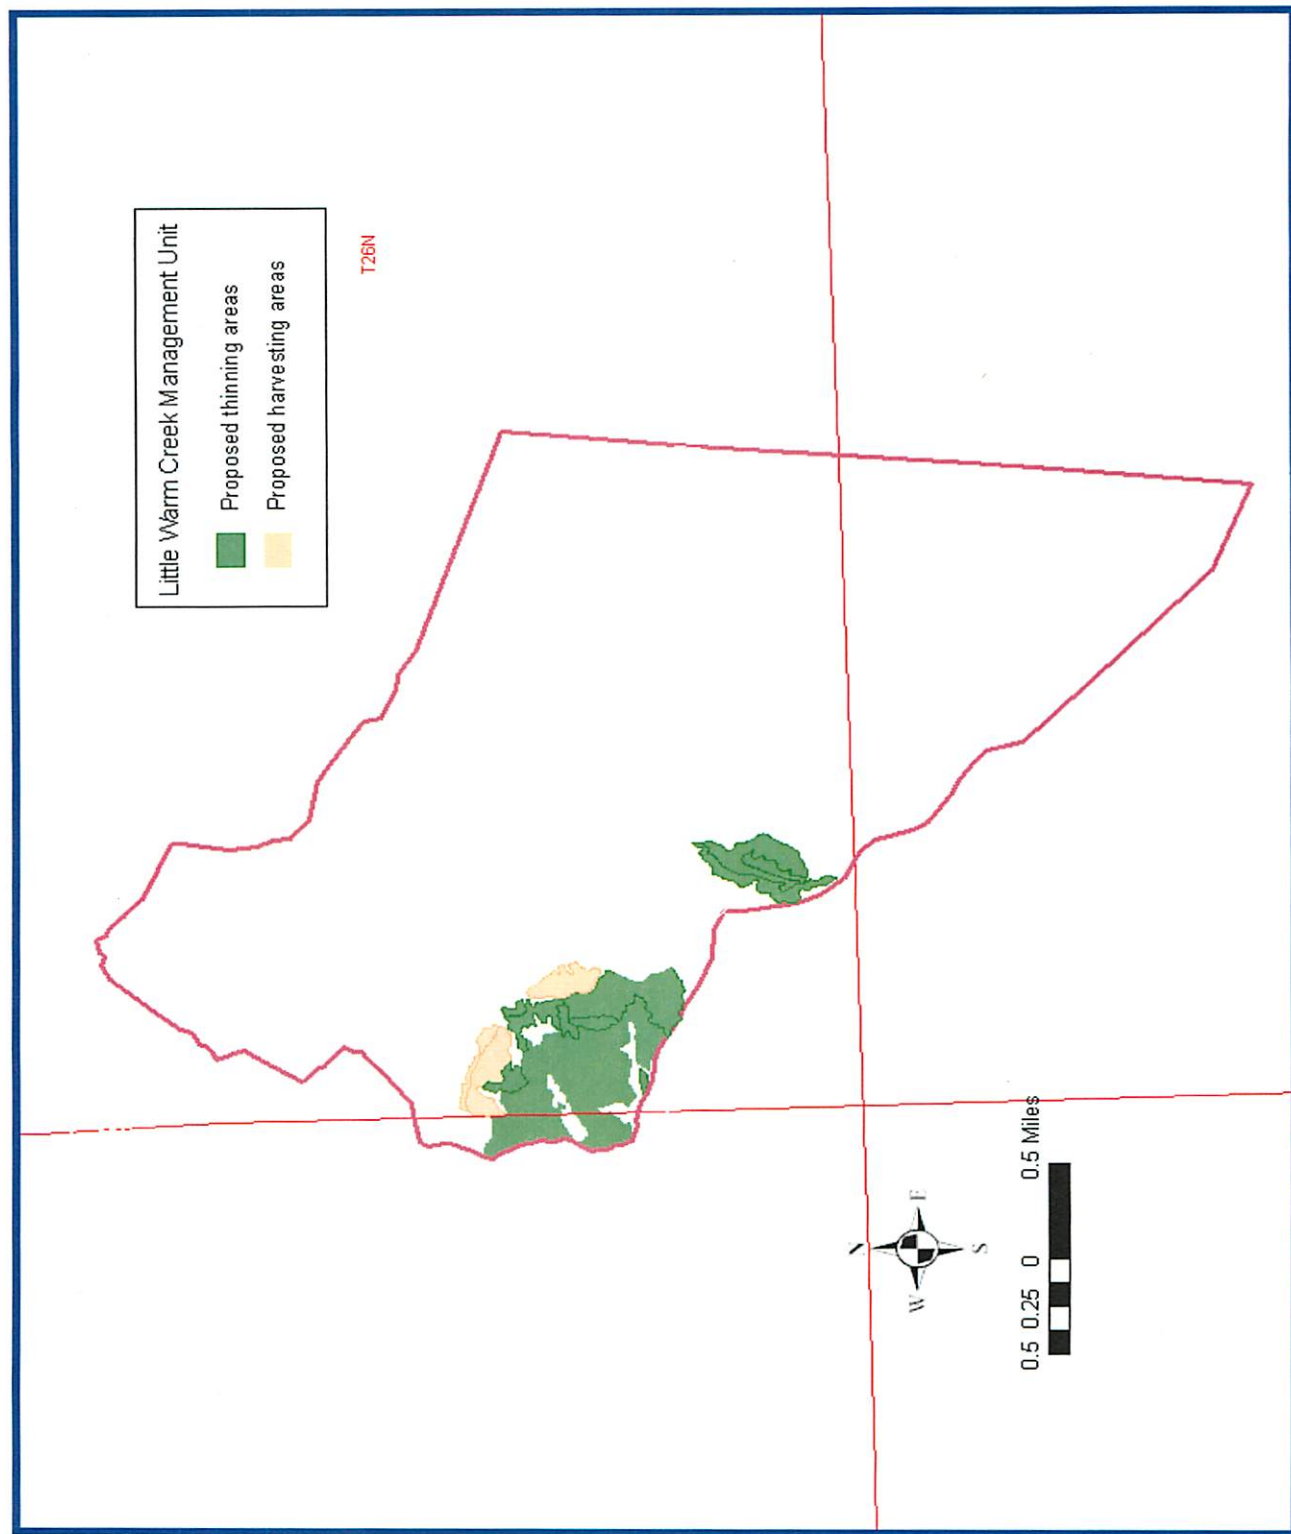 Little Warm Creek Management Unit
Proposed thinning areas
Proposed harvesting areas
T26N
N
W E
S
0.5 0.25 0 0.5 Miles